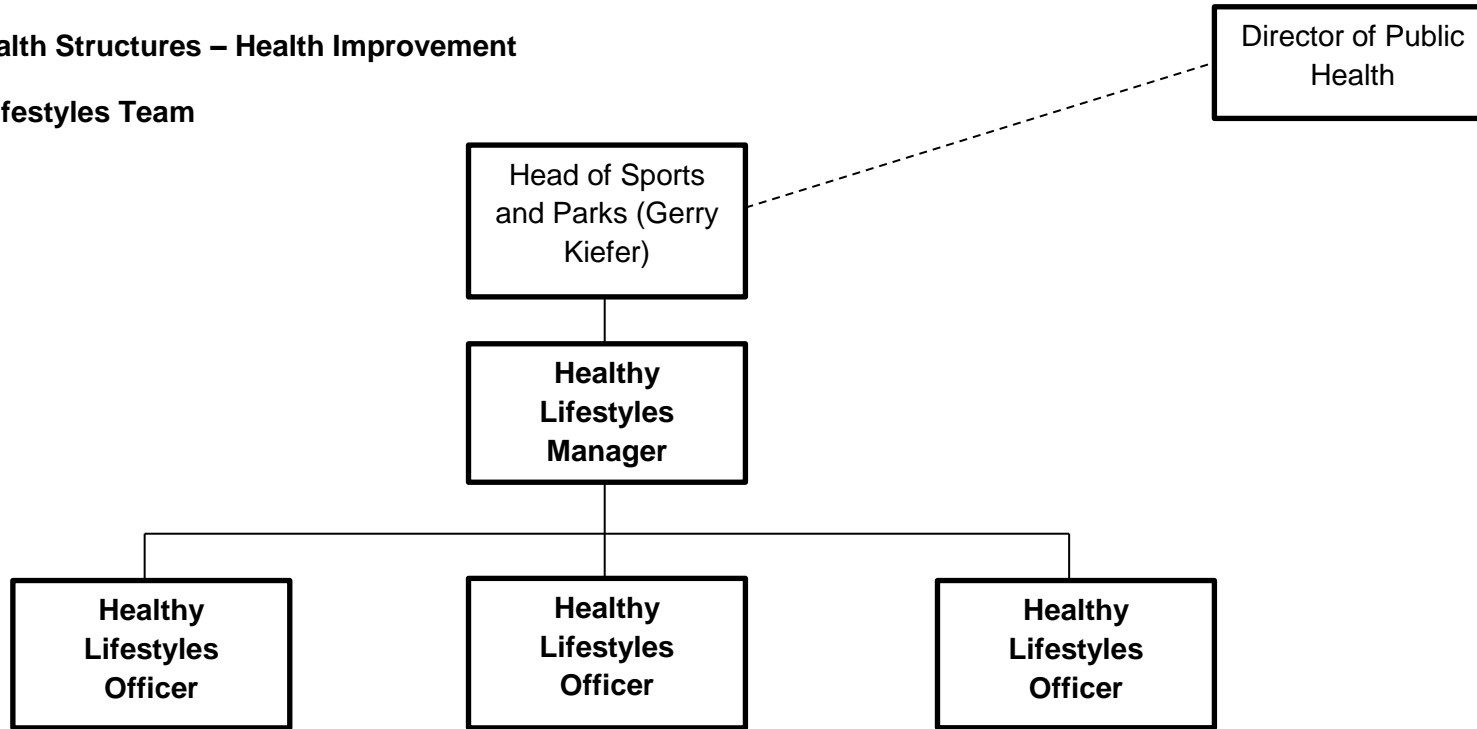 alth Structures – Health Improvement
festyles Team
Director of Public
Health
Head of Sports
and Parks (Gerry
Kiefer)
Healthy
Lifestyles
Manager
Healthy
Lifestyles
Officer
Healthy
Lifestyles
Officer
Healthy
Lifestyles
Officer